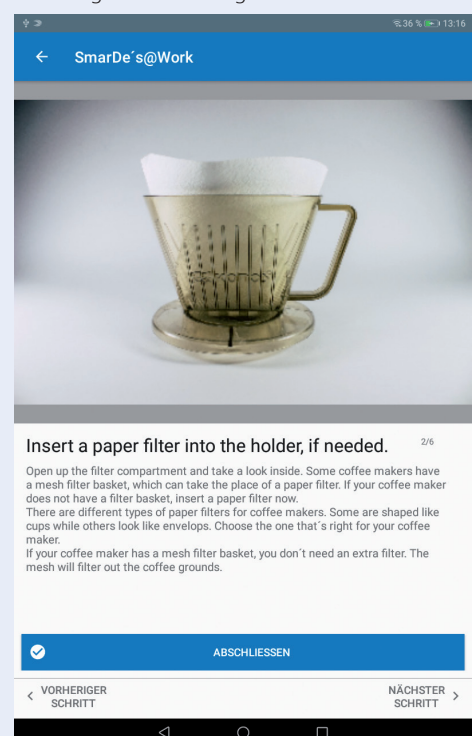 36 % 13:16
SmarDe´s@Work
Insert a paper filter into the holder, if needed. 2/6
Open up the filter compartment and take a look inside. Some coffee makers have
a mesh filter basket, which can take the place of a paper filter. If your coffee maker
does not have a filter basket, insert a paper filter now.
There are different types of paper filters for coffee makers. Some are shaped like
cups while others look like envelops. Choose the one that´s right for your coffee
maker.
If your coffee maker has a mesh filter basket, you don´t need an extra filter. The
mesh will filter out the coffee grounds.
ABSCHLIESSEN
VORHERIGER
SCHRITT
NÄCHSTER
SCHRITT